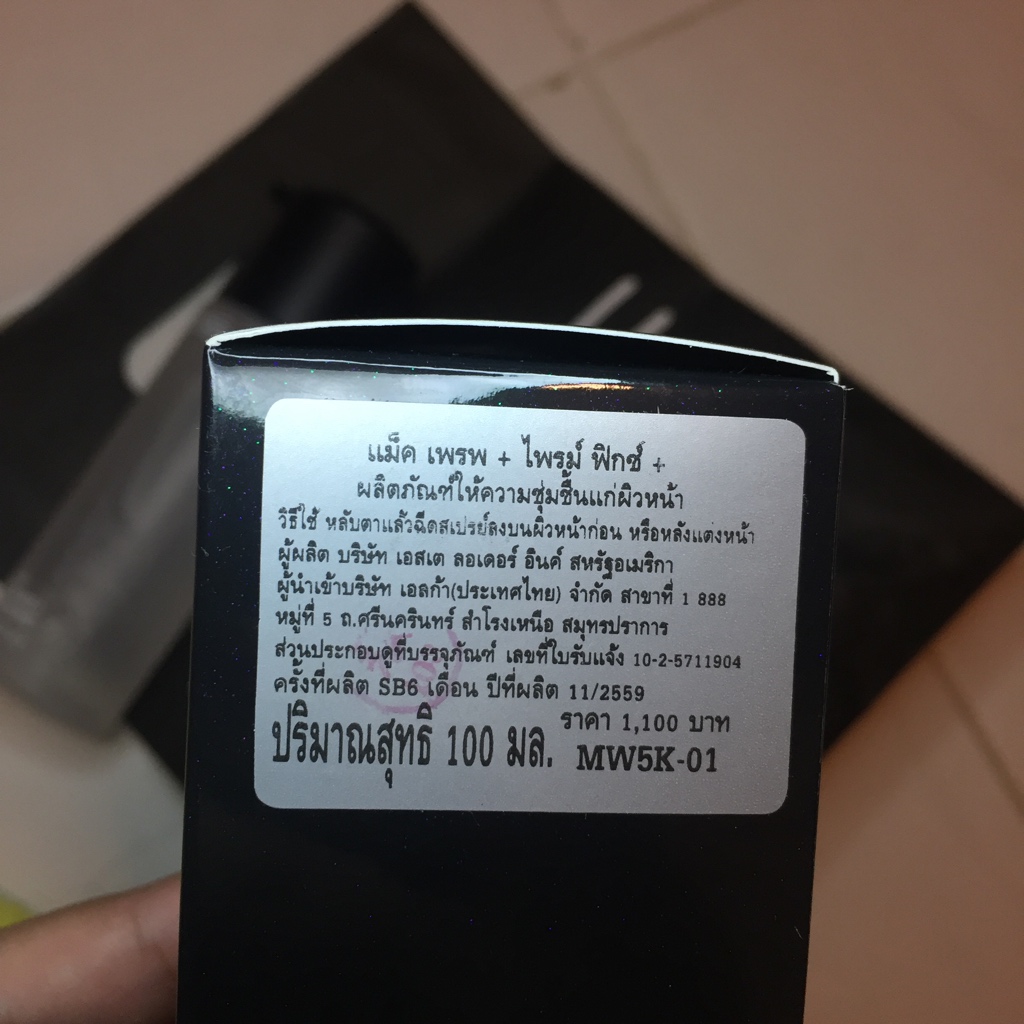 แม็ค เพรพ + ไพรม์ ฟิกซ์ +
ผลิตภัณฑ์ให้ความชุ่มชื้นแก่ผิวหน้า
วิธีใช้ หลับตาแล้วฉีดสเปรย์ลงบนผิวหน้าก่อน หรือหลังแต่งหน้า
ผู้ผลิต บริษัท เอสเต ลอเดอร์ อินค์ สหรัฐอเมริกา
ผู้นำเข้าบริษัท เอลก้า(ประเทศไทย) จำกัด สาขาที่ 1 888
หมู่ที่ 5 ถ.ศรีนครินทร์ สำโรงเหนือ สมุทรปราการ
ส่วนประกอบดูที่บรรจุภัณฑ์ เลขที่ใบรับแจ้ง 10-2-5711904
ครั้งที่ผลิต SB6 เดือน ปีที่ผลิต 11/2559
ราคา 1,100 บาท
ปริมาณสุทธิ 100 มล. MW5K-01